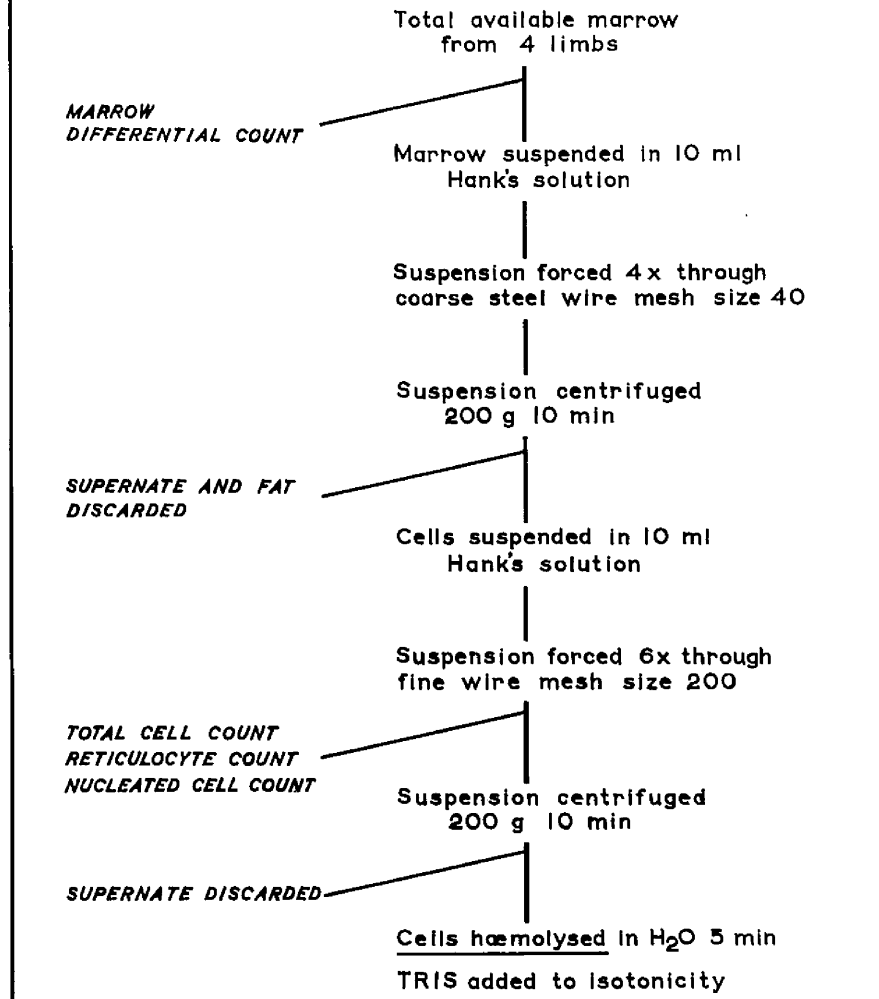 Total available marrow
from 4 limbs
MARROW
DIFFERENTIAL COUNT
Marrow suspended in 10 ml
Hank's solution
Suspension forced 4x through
coarse steel wire mesh size 40
Suspension centrifuged
200 g 10 min
SUPERNATE AND FAT
DISCARDED
Cells suspended in 10 ml
Hank's solution
Suspension forced 6x through
fine wire mesh size 200
TOTAL CELL COUNT
RETICULOCYTE COUNT
NUCLEATED CELL COUNT
Suspension centrifuged
200 g 10 min
SUPERNATE DISCARDED
Cells hæmolysed in H₂O 5 min
TRIS added to isotonicity